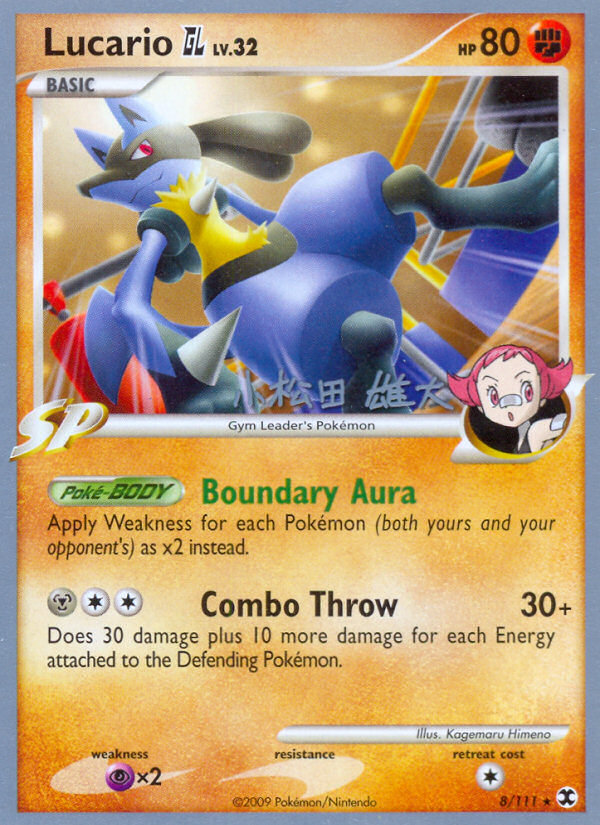 Lucario GL LV.32 HP 80
BASIC
小松田 雄太
SP
Gym Leader's Pokémon
Poké-BODY Boundary Aura
Apply Weakness for each Pokémon (both yours and your
opponent's) as x2 instead.
Combo Throw 30+
Does 30 damage plus 10 more damage for each Energy
attached to the Defending Pokémon.
Illus. Kagemaru Himeno
weakness resistance retreat cost
×2
©2009 Pokémon/Nintendo 8/111 ★